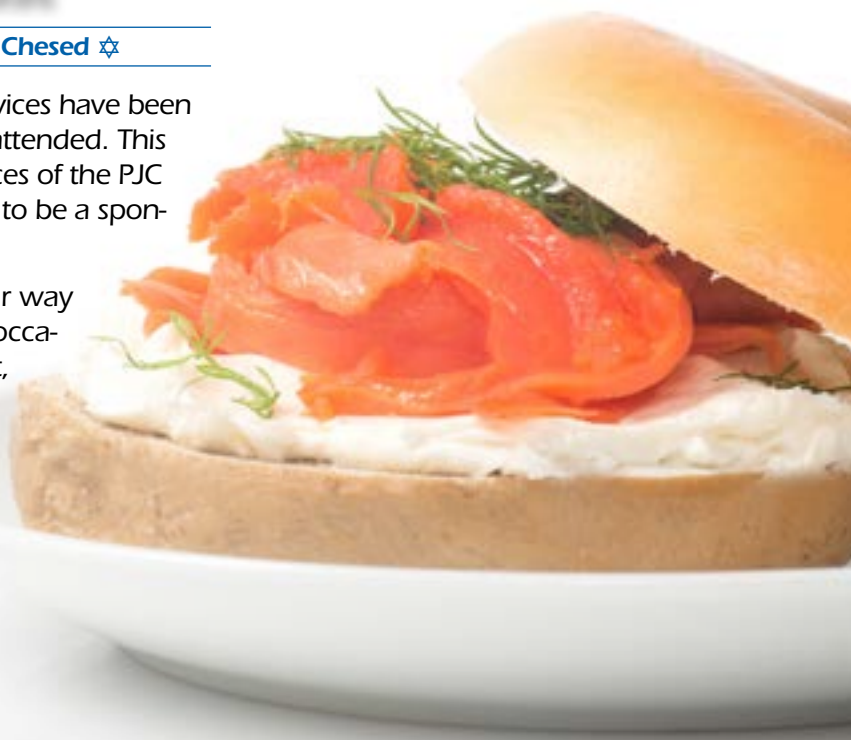 Chesed ✡
vices have been
attended. This
ces of the PJC
to be a spon-
r way
occa-